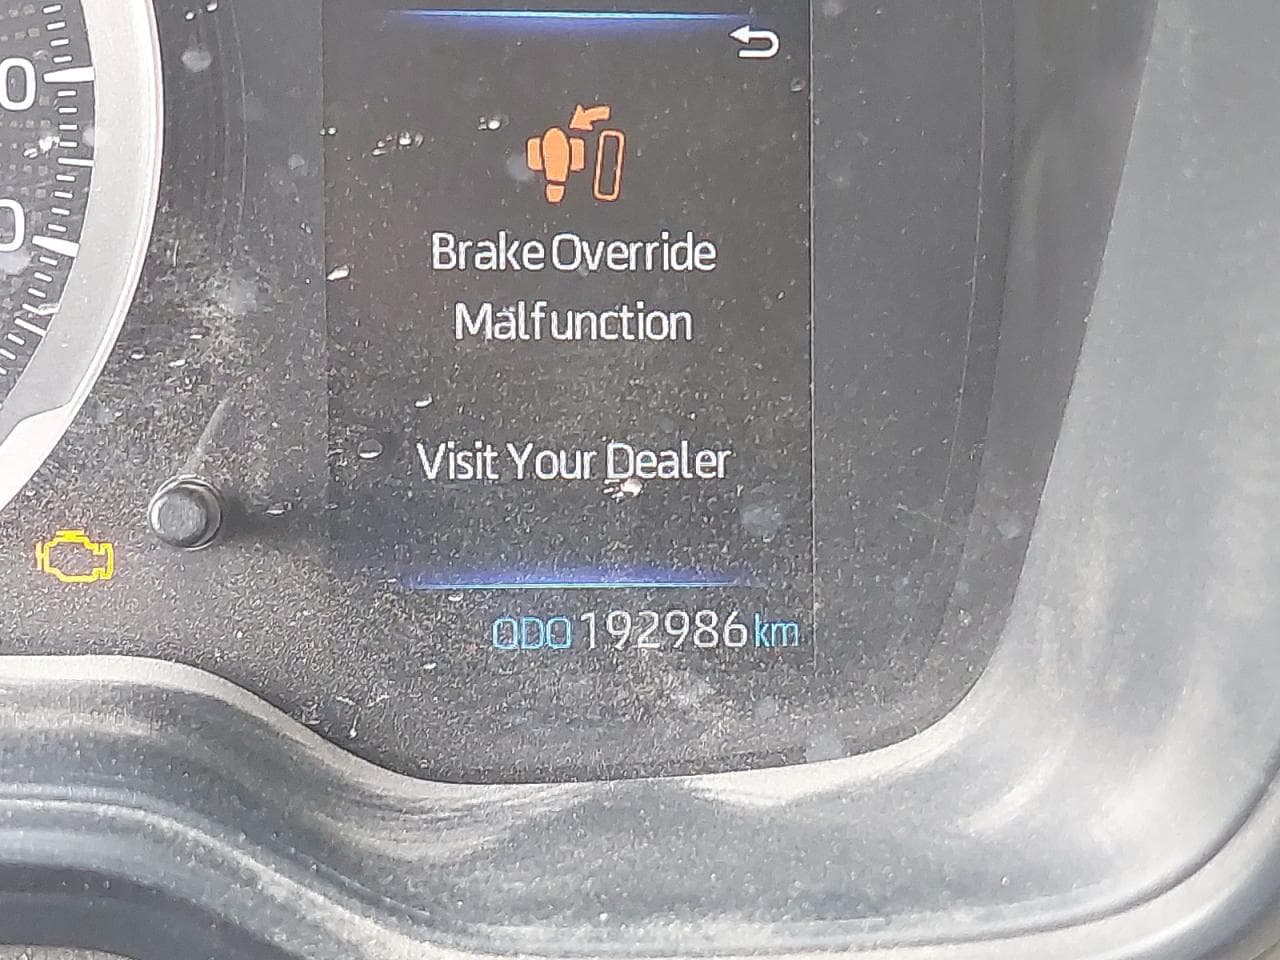 Brake Override
Malfunction
Visit Your Dealer
ODO 192986 km